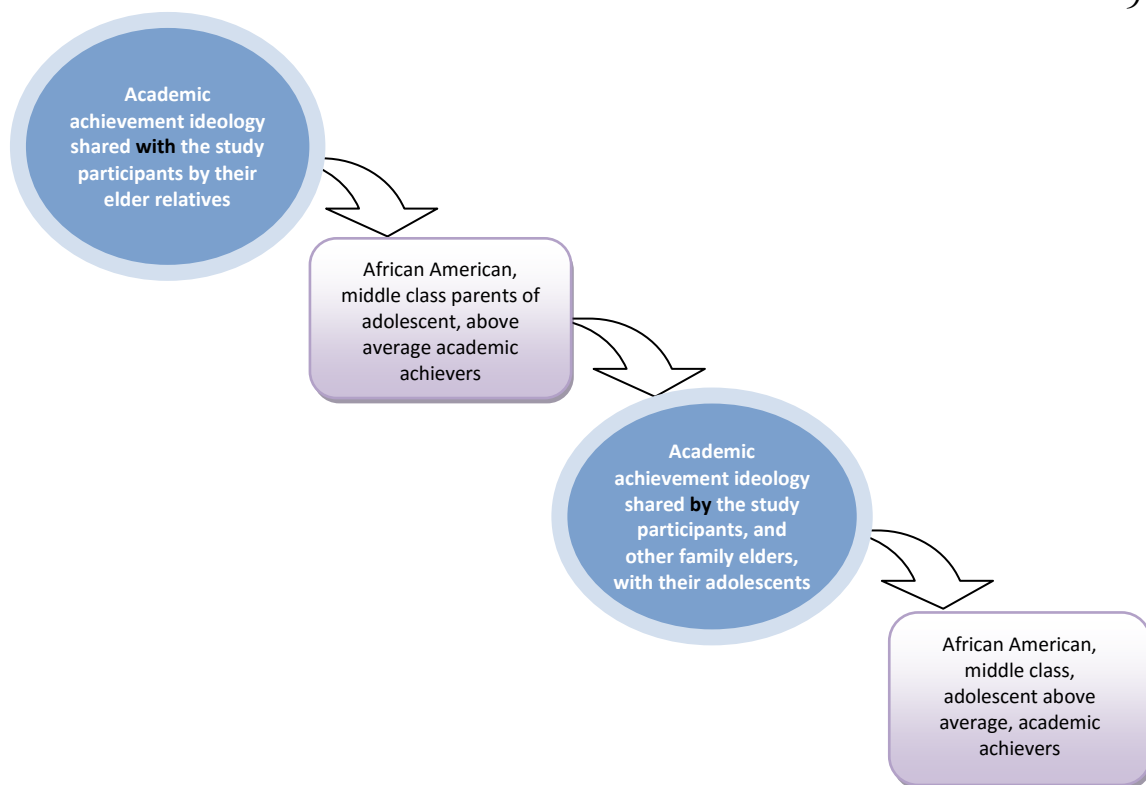 Academic
achievement ideology
shared with the study
participants by their
elder relatives
African American,
middle class parents of
adolescent, above
average academic
achievers
Academic
achievement ideology
shared by the study
participants, and
other family elders,
with their adolescents
African American,
middle class,
adolescent above
average, academic
achievers